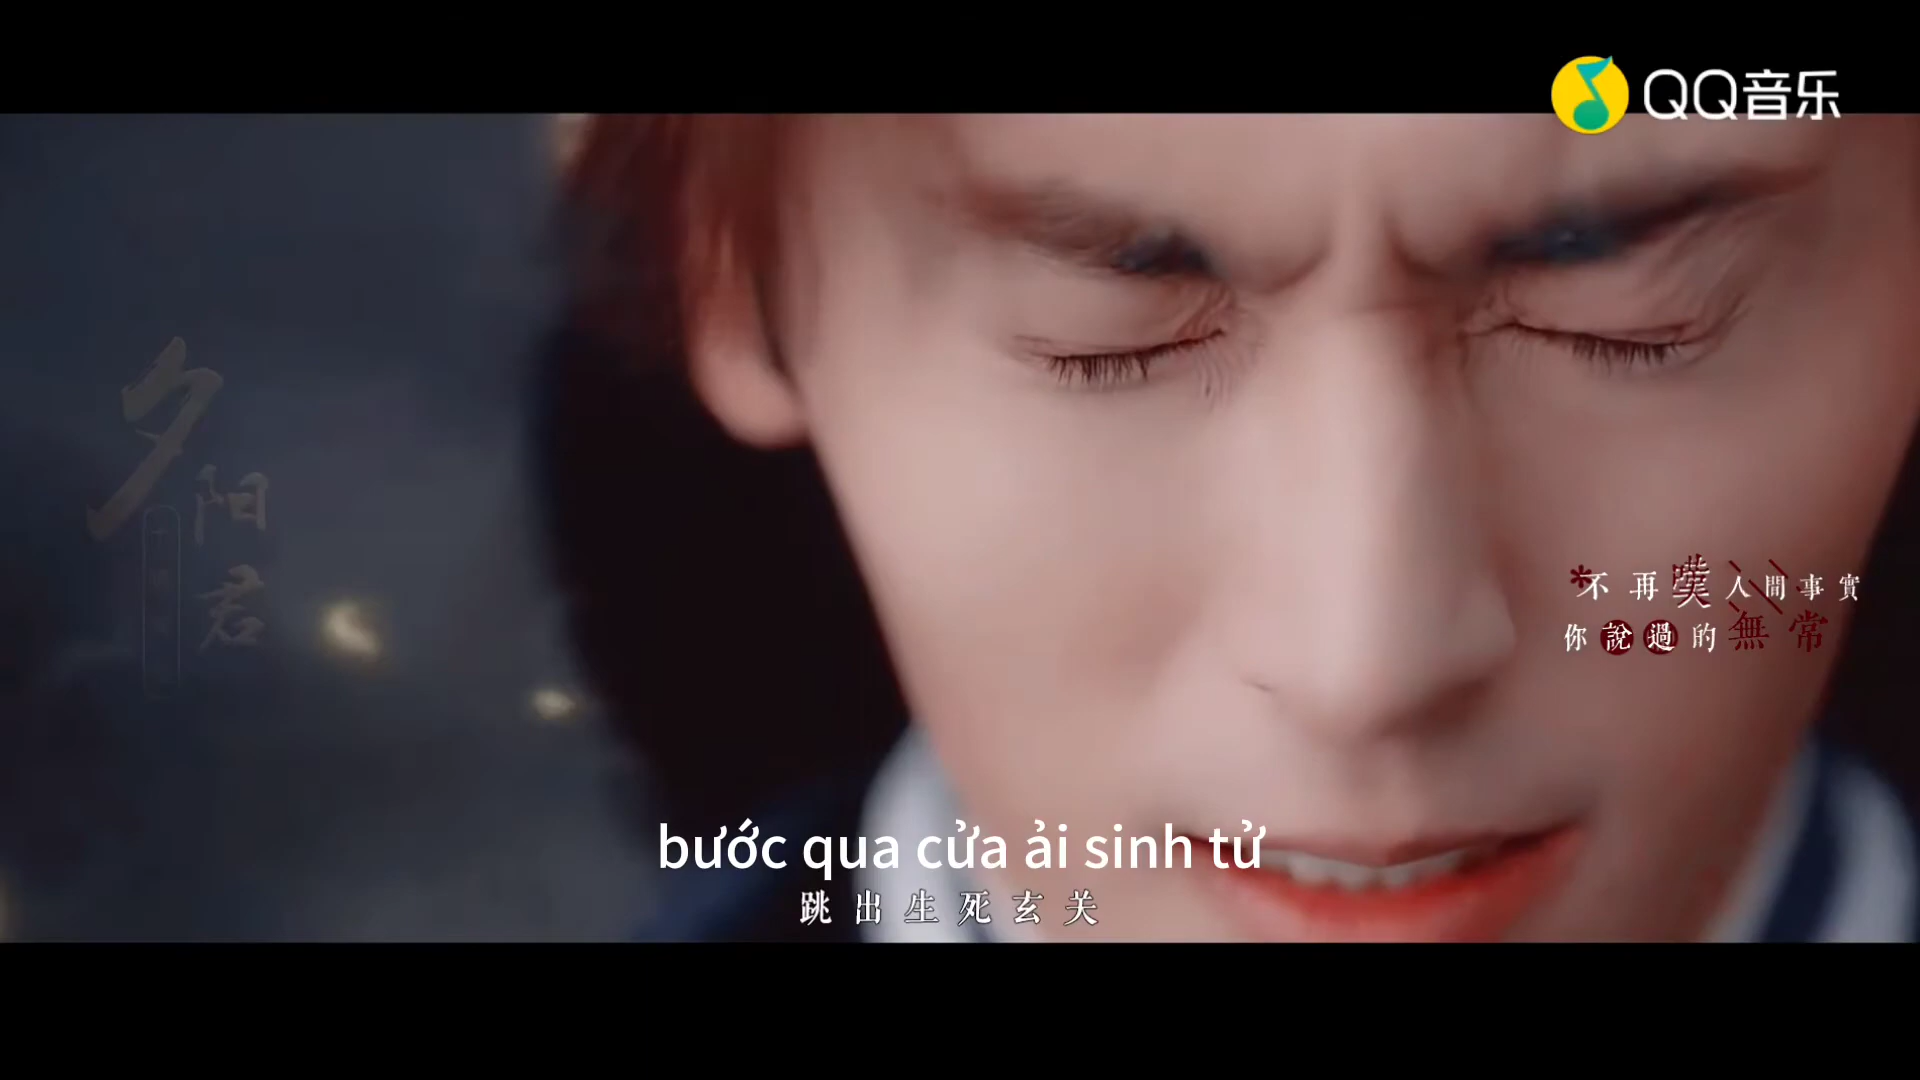 QQ音乐
夕阳君
不再嘆人間事實
你說過的無常
bước qua cửa ải sinh tử
跳出生死玄关